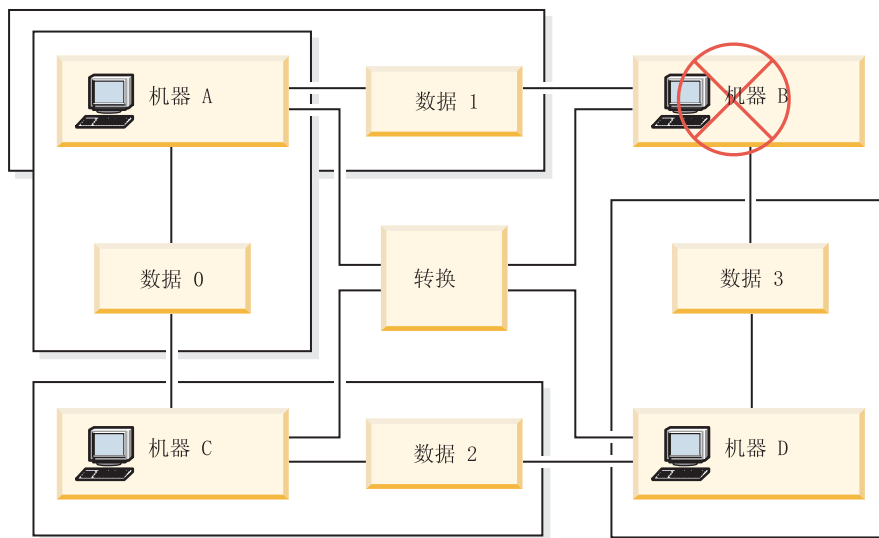 机器 A
数据 1
机器 B
数据 0
转换
数据 3
机器 C
数据 2
机器 D